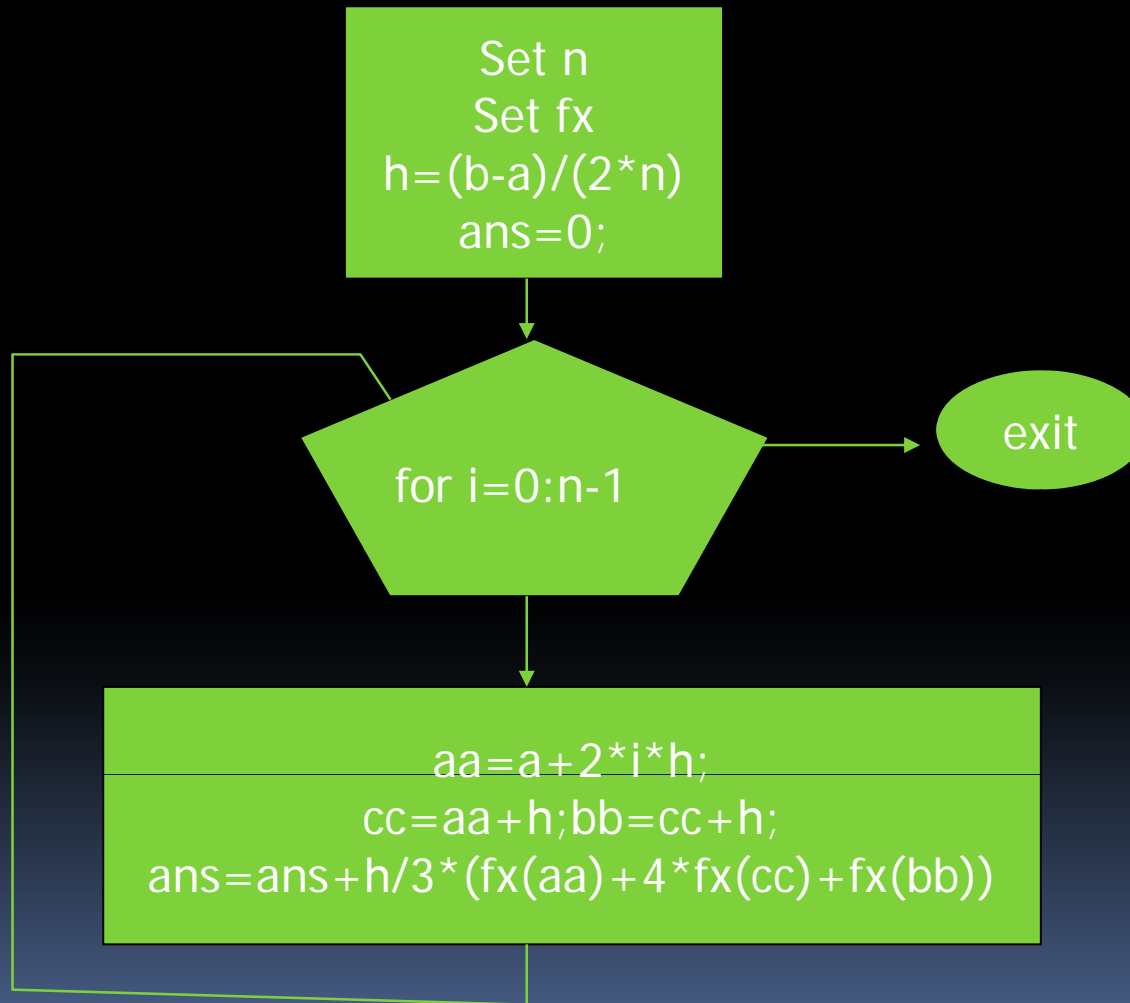 Set n
Set fx
h=(b-a)/(2*n)
ans=0;
for i=0:n-1
exit
aa=a+2*i*h;
cc=aa+h;bb=cc+h;
ans=ans+h/3*(fx(aa)+4*fx(cc)+fx(bb))